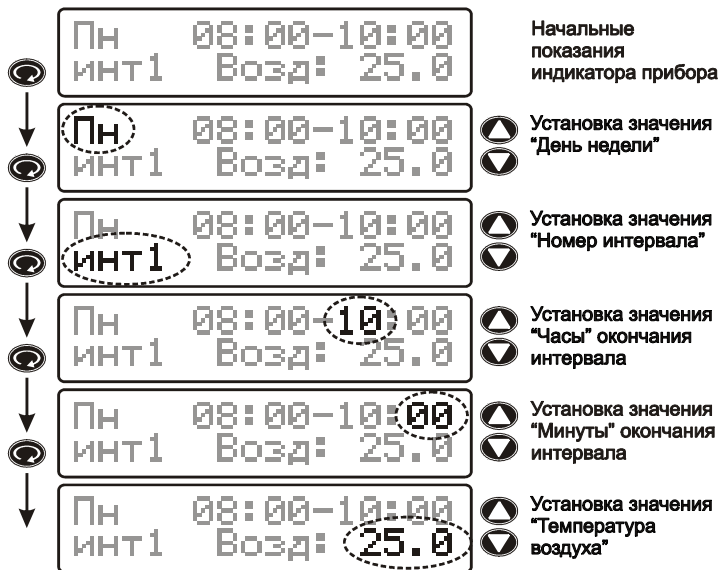 Пн 08:00-10:00
инт1 Возд: 25.0
Начальные
показания
индикатора прибора
Пн 08:00-10:00
инт1 Возд: 25.0
Установка значения
“День недели”
Пн 08:00-10:00
инт1 Возд: 25.0
Установка значения
“Номер интервала”
Пн 08:00-10:00
инт1 Возд: 25.0
Установка значения
“Часы” окончания
интервала
Пн 08:00-10:00
инт1 Возд: 25.0
Установка значения
“Минуты” окончания
интервала
Пн 08:00-10:00
инт1 Возд: 25.0
Установка значения
“Температура
воздуха”